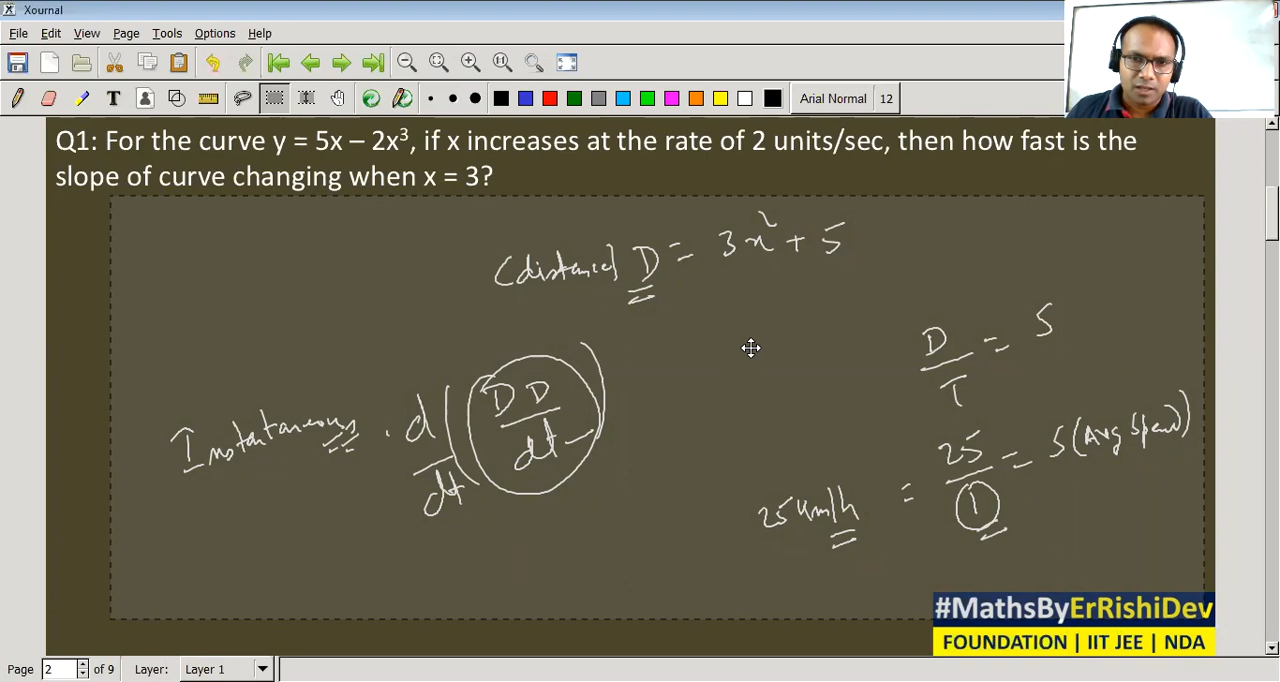 Xournal
File Edit View Page Tools Options Help
Arial Normal 12
Q1: For the curve y = 5x – 2x³, if x increases at the rate of 2 units/sec, then how fast is the
slope of curve changing when x = 3?
(distance) D = 3x² + 5
D/T = S
Instantaneous . d/dt (DD/dt)
25 km/h = 25/1 = S (Avg Speed)
#MathsByErRishiDev
FOUNDATION | IIT JEE | NDA
Page 2 of 9 Layer: Layer 1